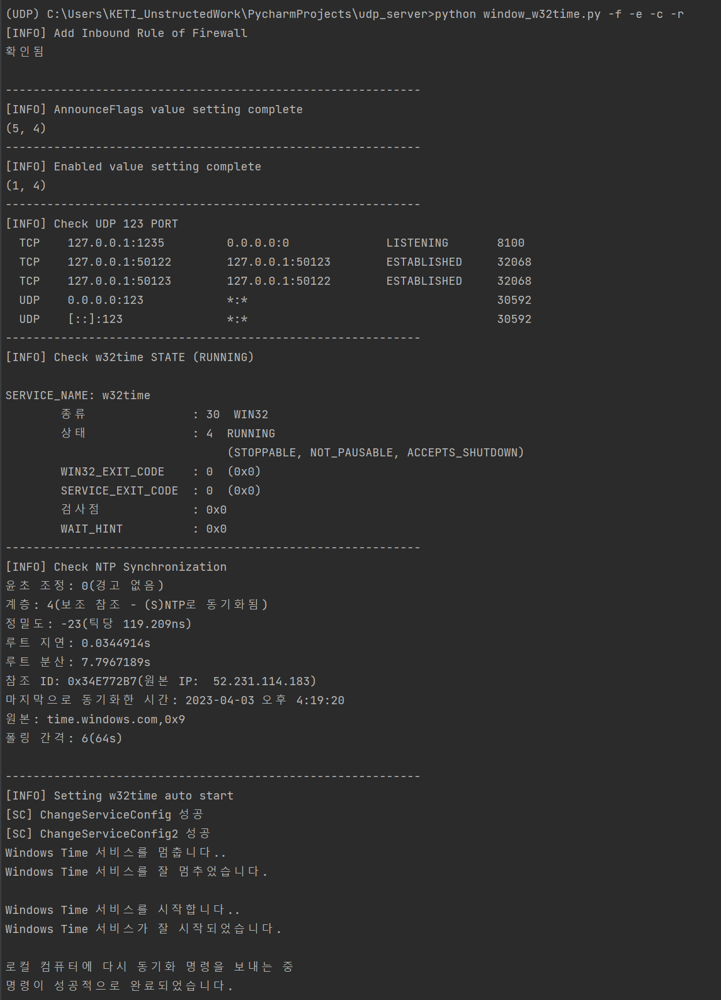 (UDP) C:\Users\KETI_UnstructedWork\PycharmProjects\udp_server>python window_w32time.py -f -e -c -r
[INFO] Add Inbound Rule of Firewall
확인됨
------------------------------------------------------------
[INFO] AnnounceFlags value setting complete
(5, 4)
------------------------------------------------------------
[INFO] Enabled value setting complete
(1, 4)
------------------------------------------------------------
[INFO] Check UDP 123 PORT
  TCP    127.0.0.1:1235         0.0.0.0:0              LISTENING       8100
  TCP    127.0.0.1:50122        127.0.0.1:50123        ESTABLISHED     32068
  TCP    127.0.0.1:50123        127.0.0.1:50122        ESTABLISHED     32068
  UDP    0.0.0.0:123            *:*                                    30592
  UDP    [::]:123               *:*                                    30592
------------------------------------------------------------
[INFO] Check w32time STATE (RUNNING)
SERVICE_NAME: w32time
        종류               : 30  WIN32
        상태               : 4  RUNNING
                                (STOPPABLE, NOT_PAUSABLE, ACCEPTS_SHUTDOWN)
        WIN32_EXIT_CODE    : 0  (0x0)
        SERVICE_EXIT_CODE  : 0  (0x0)
        검사점             : 0x0
        WAIT_HINT          : 0x0
------------------------------------------------------------
[INFO] Check NTP Synchronization
윤초 조정: 0(경고 없음)
계층: 4(보조 참조 - (S)NTP로 동기화됨)
정밀도: -23(틱당 119.209ns)
루트 지연: 0.0344914s
루트 분산: 7.7967189s
참조 ID: 0x34E772B7(원본 IP:  52.231.114.183)
마지막으로 동기화한 시간: 2023-04-03 오후 4:19:20
원본: time.windows.com,0x9
폴링 간격: 6(64s)
------------------------------------------------------------
[INFO] Setting w32time auto start
[SC] ChangeServiceConfig 성공
[SC] ChangeServiceConfig2 성공
Windows Time 서비스를 멈춥니다..
Windows Time 서비스를 잘 멈추었습니다.
Windows Time 서비스를 시작합니다..
Windows Time 서비스가 잘 시작되었습니다.
로컬 컴퓨터에 다시 동기화 명령을 보내는 중
명령이 성공적으로 완료되었습니다.